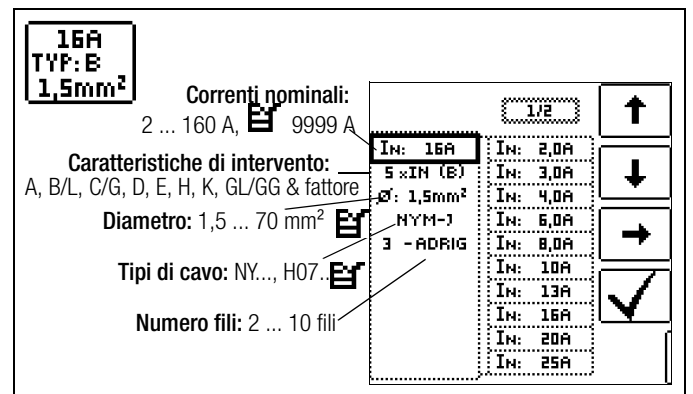 16A
TYP: B
1,5mm²
Correnti nominali:
2 ... 160 A, 9999 A
Caratteristiche di intervento:
A, B/L, C/G, D, E, H, K, GL/GG & fattore
Diametro: 1,5 ... 70 mm²
Tipi di cavo: NY..., H07..
Numero fili: 2 ... 10 fili
IN: 16A
5 xIN (B)
Ø: 1,5mm²
NYM-J
3 -ADRIG
1/2
IN: 2,0A
IN: 3,0A
IN: 4,0A
IN: 6,0A
IN: 8,0A
IN: 10A
IN: 13A
IN: 16A
IN: 20A
IN: 25A